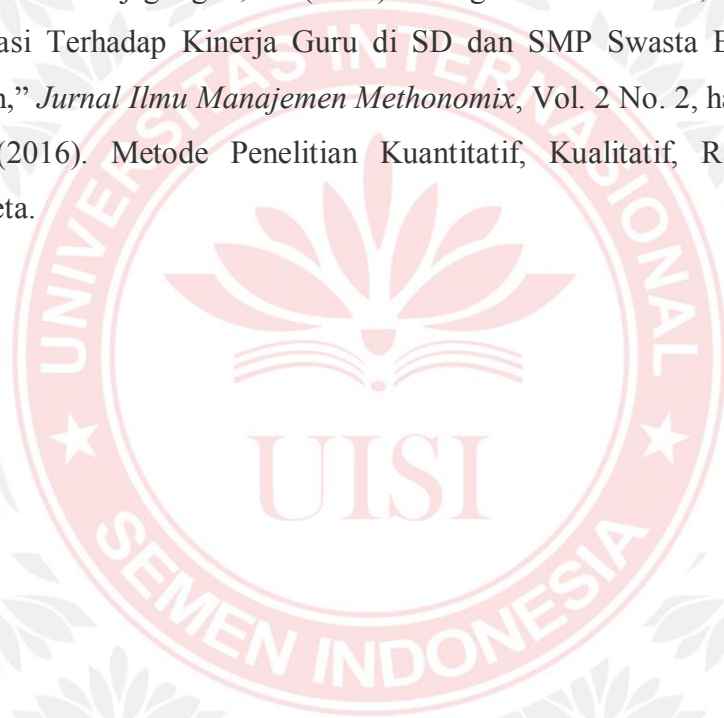 asi Terhadap Kinerja Guru di SD dan SMP Swasta
,” Jurnal Ilmu Manajemen Methonomix, Vol. 2 No. 2,
(2016). Metode Penelitian Kuantitatif, Kualitatif,
eta.
UNIVERSITAS INTERNASIONAL
UISI
SEMEN INDONESIA